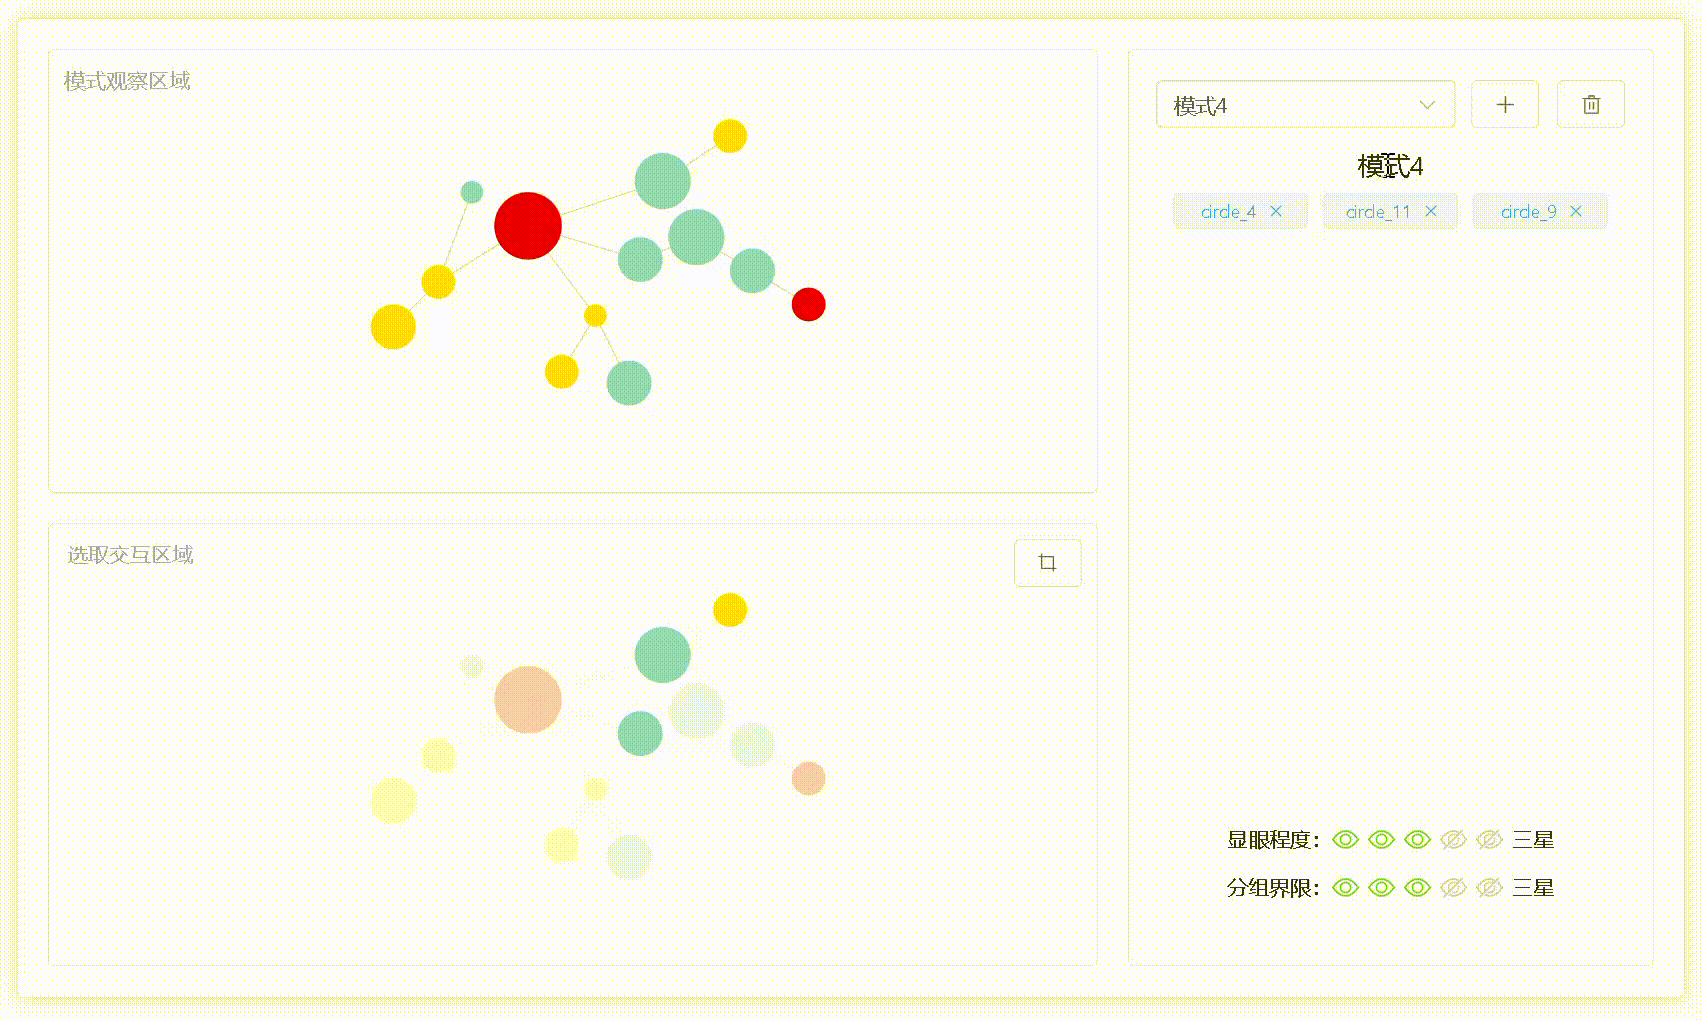 模式观察区域
模式4
模式4
circle_4
circle_11
circle_9
选取交互区域
显眼程度： 三星
分组界限： 三星